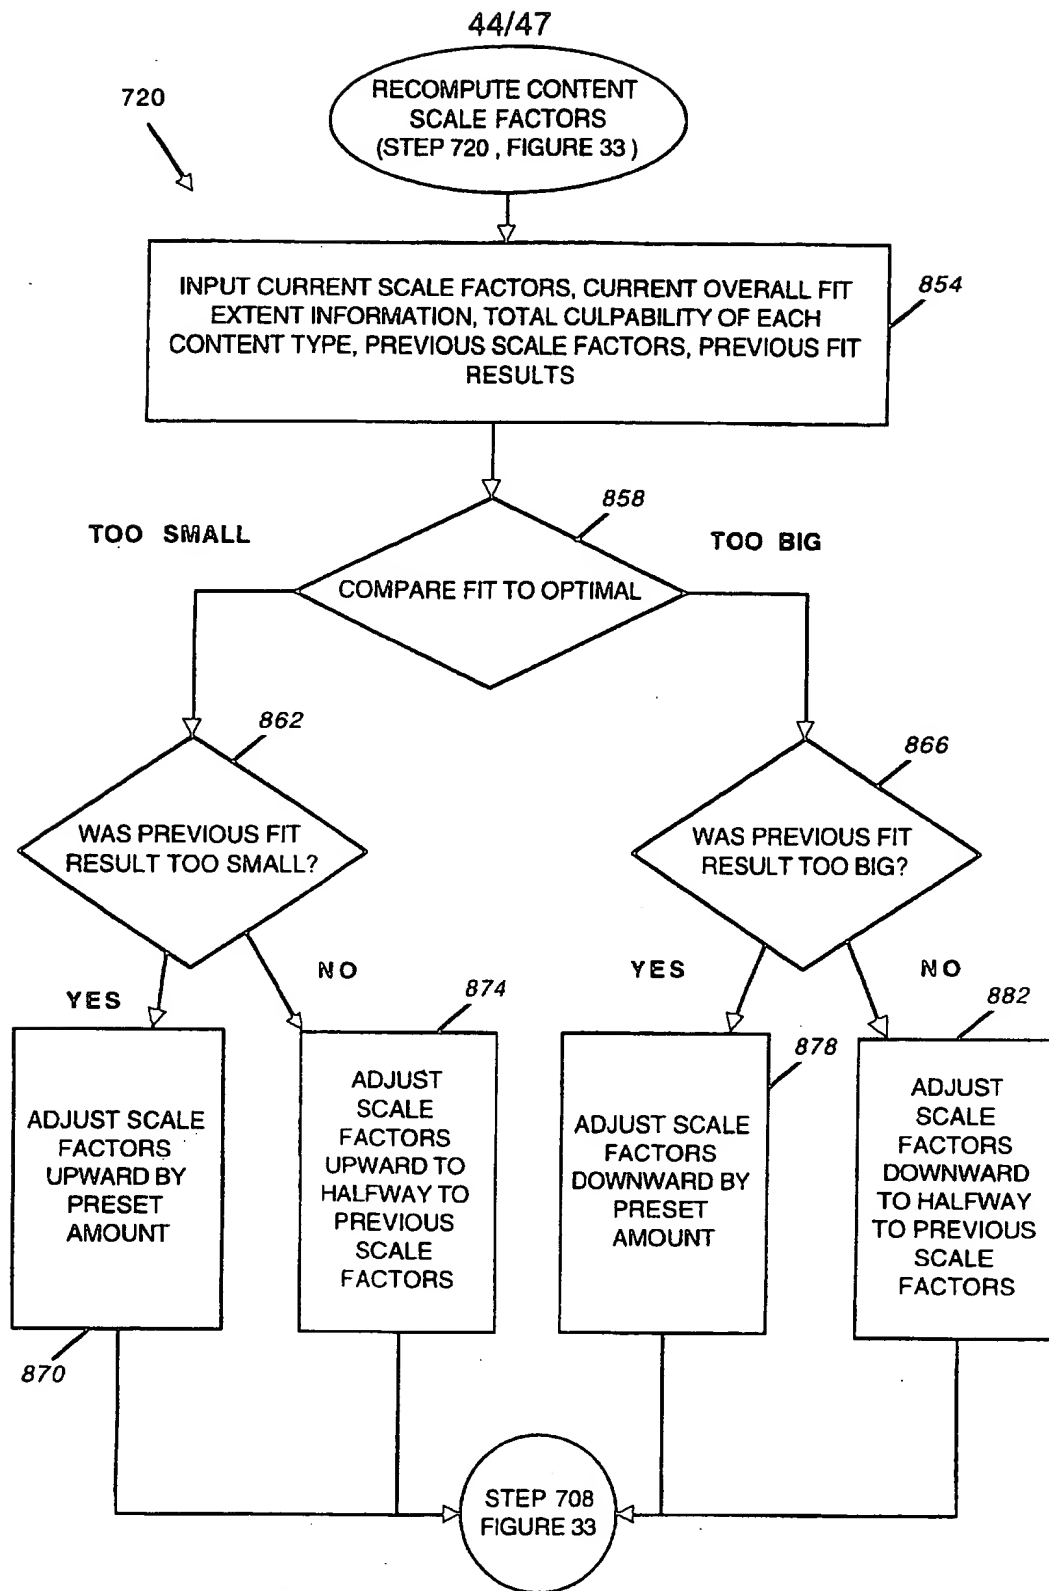 44/47
720
RECOMPUTE CONTENT
SCALE FACTORS
(STEP 720 , FIGURE 33 )
INPUT CURRENT SCALE FACTORS, CURRENT OVERALL FIT
EXTENT INFORMATION, TOTAL CULPABILITY OF EACH
CONTENT TYPE, PREVIOUS SCALE FACTORS, PREVIOUS FIT
RESULTS
854
858
TOO SMALL
TOO BIG
COMPARE FIT TO OPTIMAL
862
866
WAS PREVIOUS FIT
RESULT TOO SMALL?
WAS PREVIOUS FIT
RESULT TOO BIG?
YES
NO
YES
NO
874
882
878
ADJUST SCALE
FACTORS
UPWARD BY
PRESET
AMOUNT
ADJUST
SCALE
FACTORS
UPWARD TO
HALFWAY TO
PREVIOUS
SCALE
FACTORS
ADJUST SCALE
FACTORS
DOWNWARD BY
PRESET
AMOUNT
ADJUST
SCALE
FACTORS
DOWNWARD
TO HALFWAY
TO PREVIOUS
SCALE
FACTORS
870
STEP 708
FIGURE 33